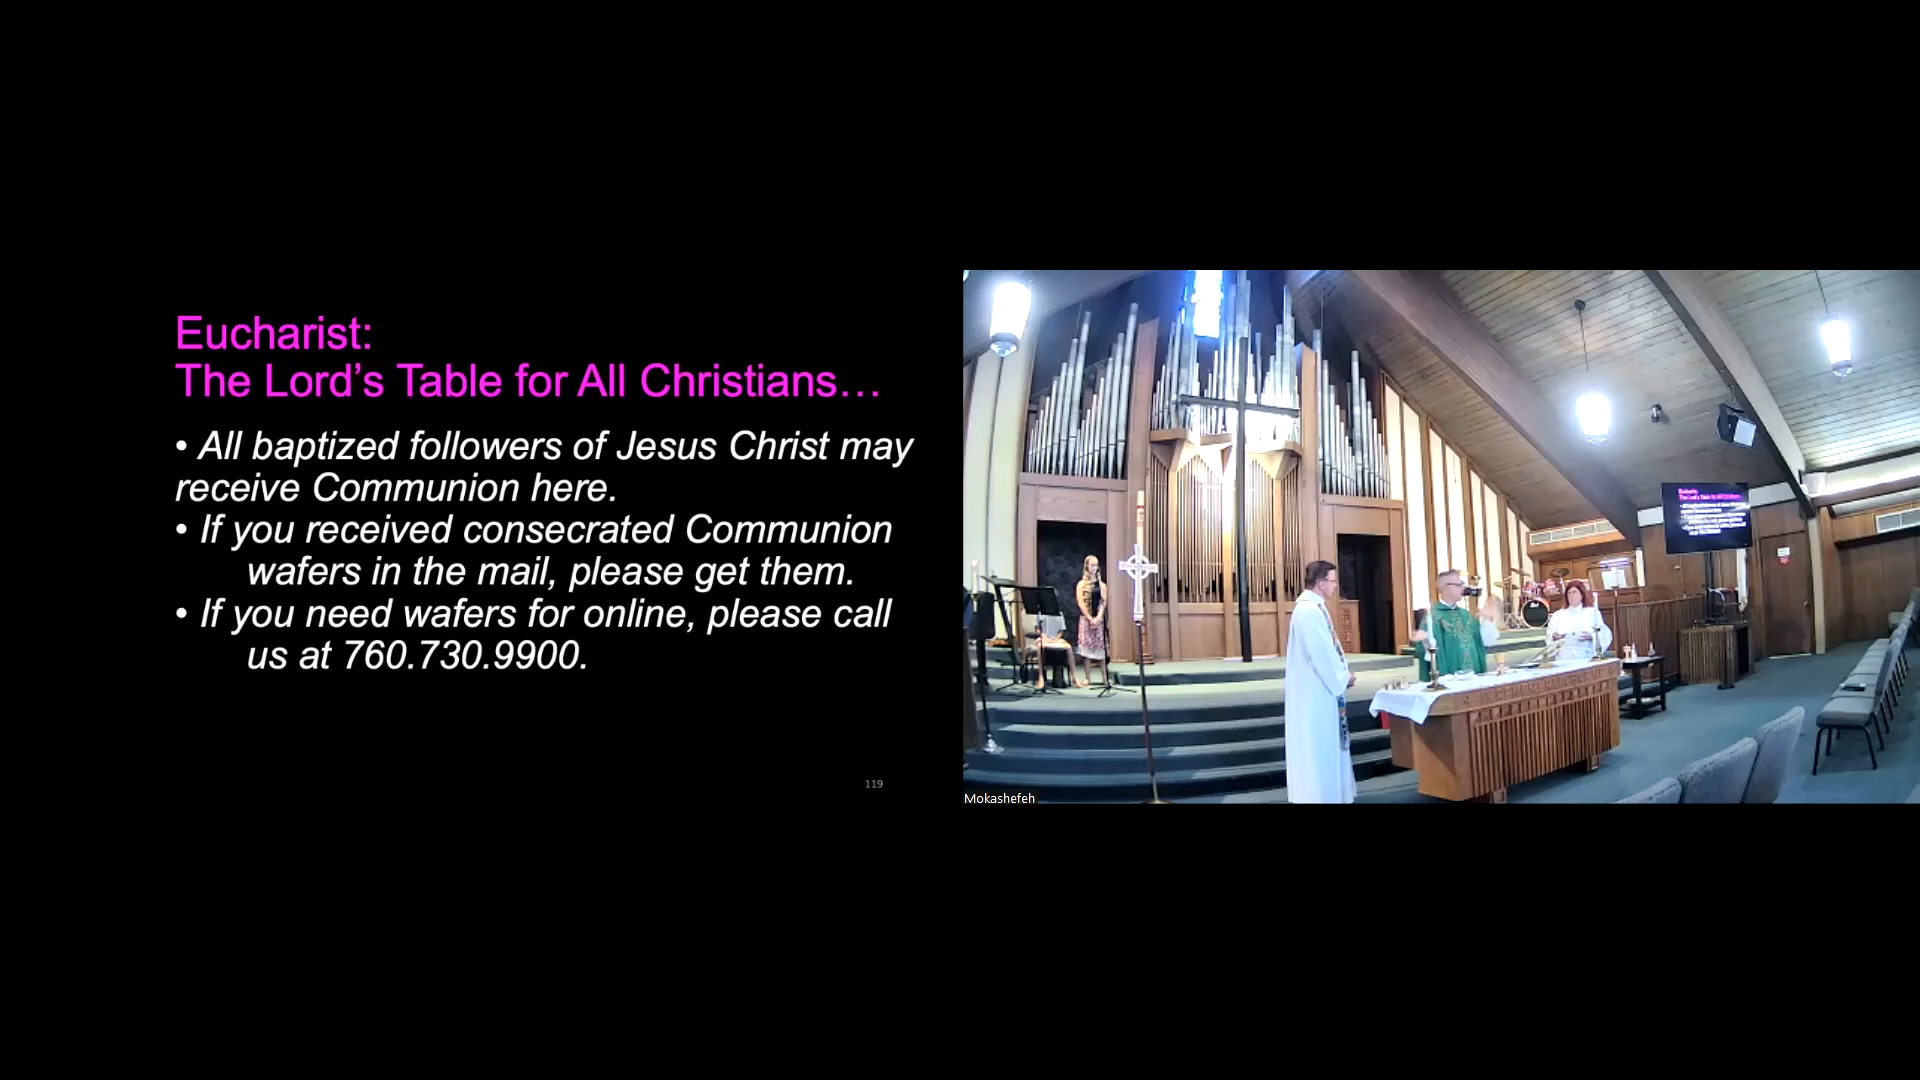 Eucharist:
The Lord's Table for All Christians…
• All baptized followers of Jesus Christ may
receive Communion here.
• If you received consecrated Communion
wafers in the mail, please get them.
• If you need wafers for online, please call
us at 760.730.9900.
119
Mokashefeh